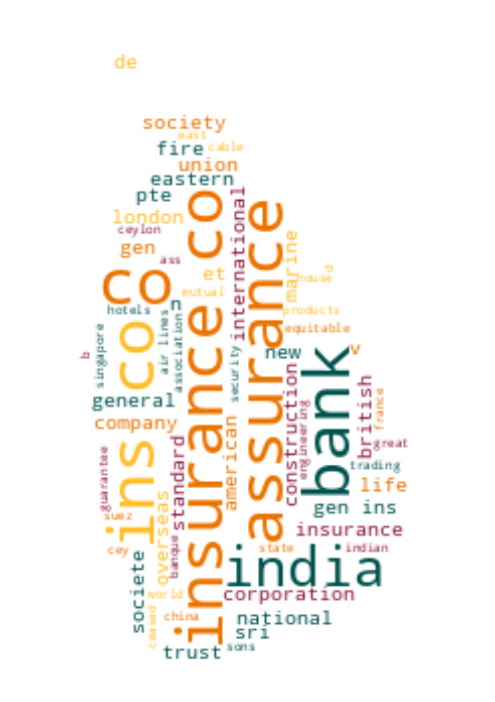 de
society
east
fire
cable
union
eastern
pte
london
ceylon
gen
ass
co
et
mutual
international
marine
d
house
products
equitable
hotels
n
air lines
association
singapore
b
ins co
insurance co
assurance
security
new
v
bank
british
france
great
general
company
american
construction
engineering
trading
life
gen ins
guarantee
standard
suez
cey
overseas
banque
insurance
state
indian
india
societe
world
ceased
corporation
china
national
sri
trust
sons